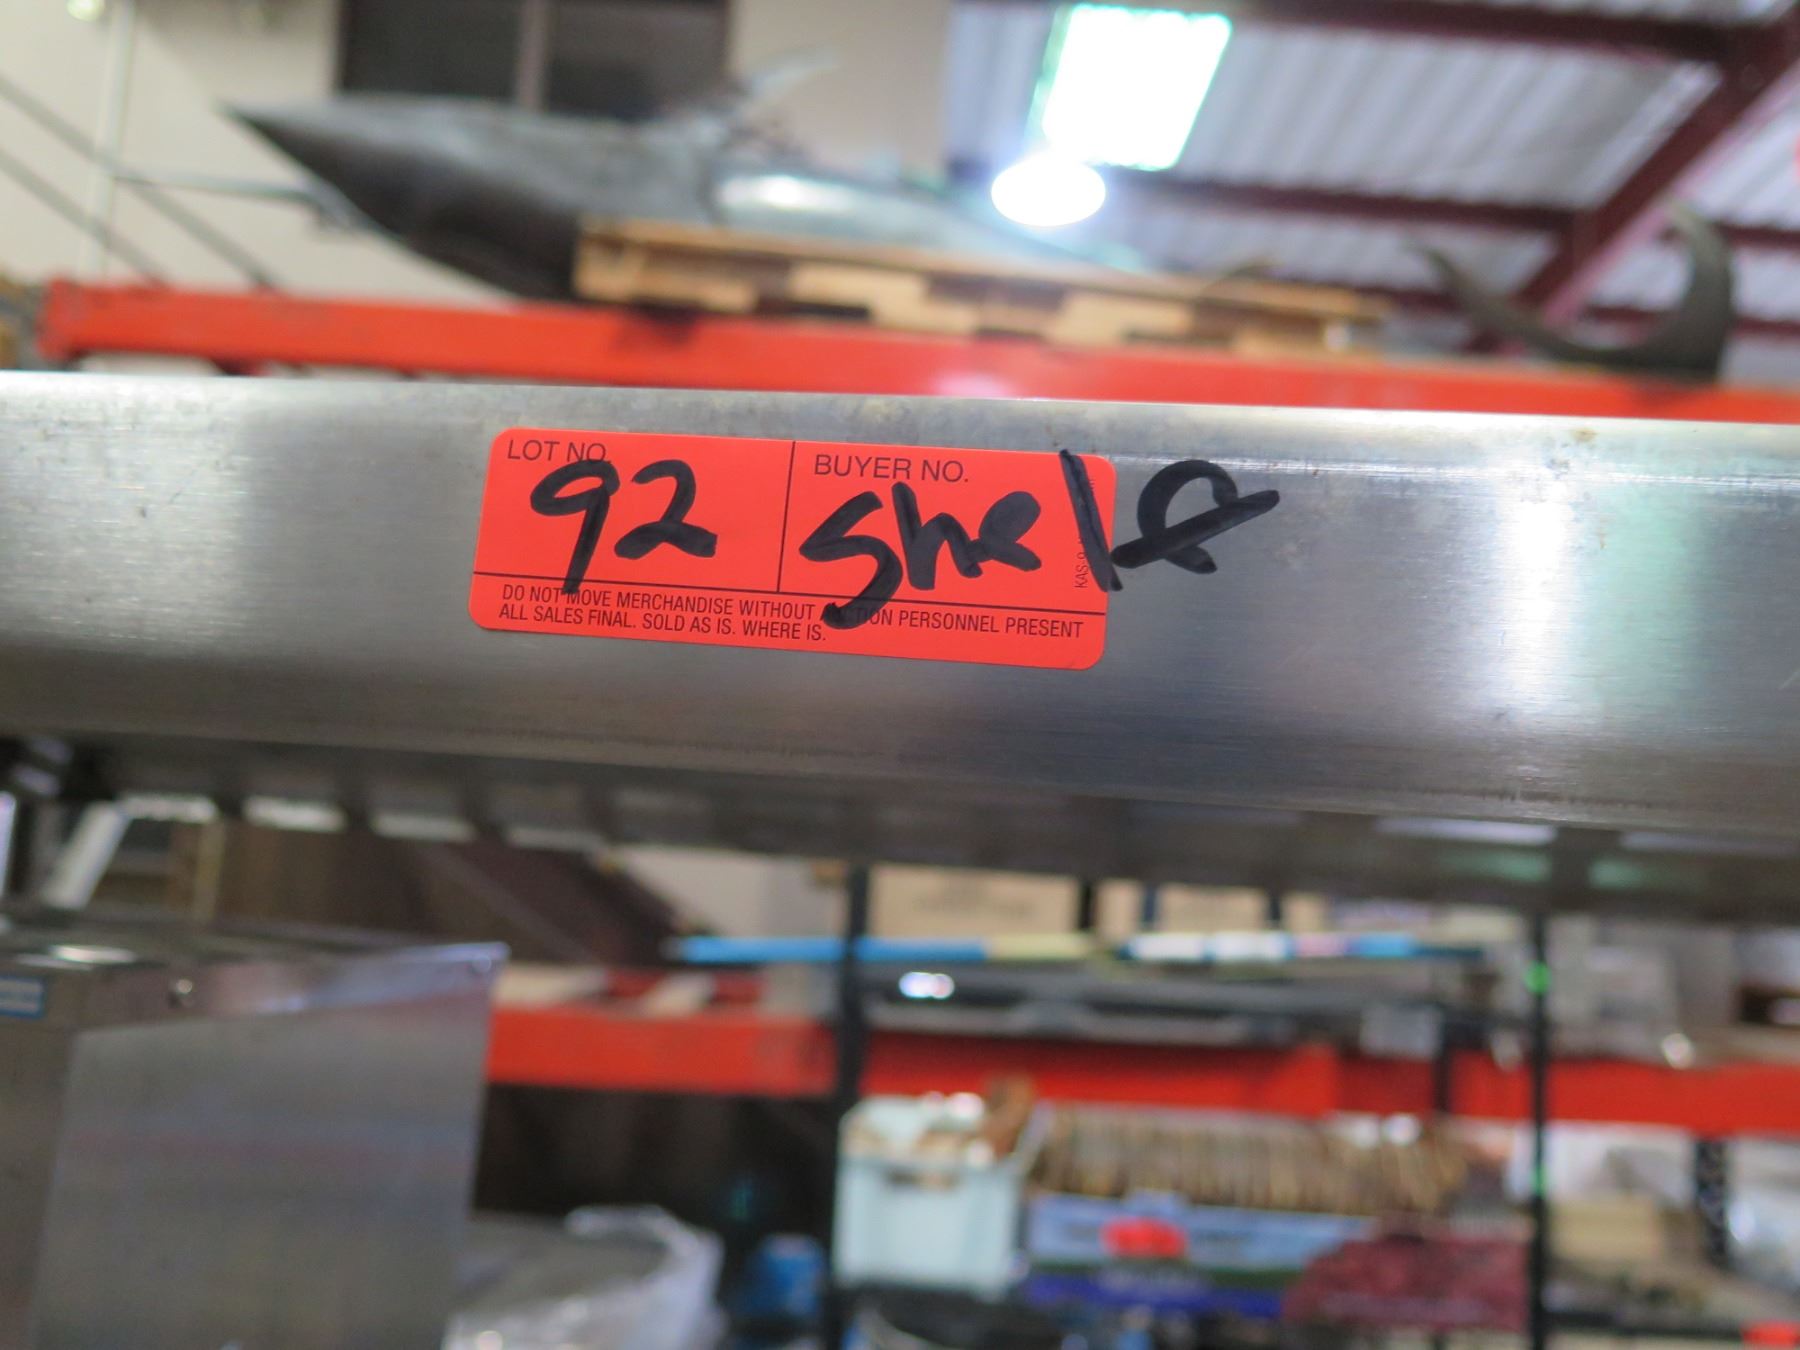 LOT NO. BUYER NO.
92 Shelf
DO NOT MOVE MERCHANDISE WITHOUT AUCTION PERSONNEL PRESENT
ALL SALES FINAL. SOLD AS IS. WHERE IS.